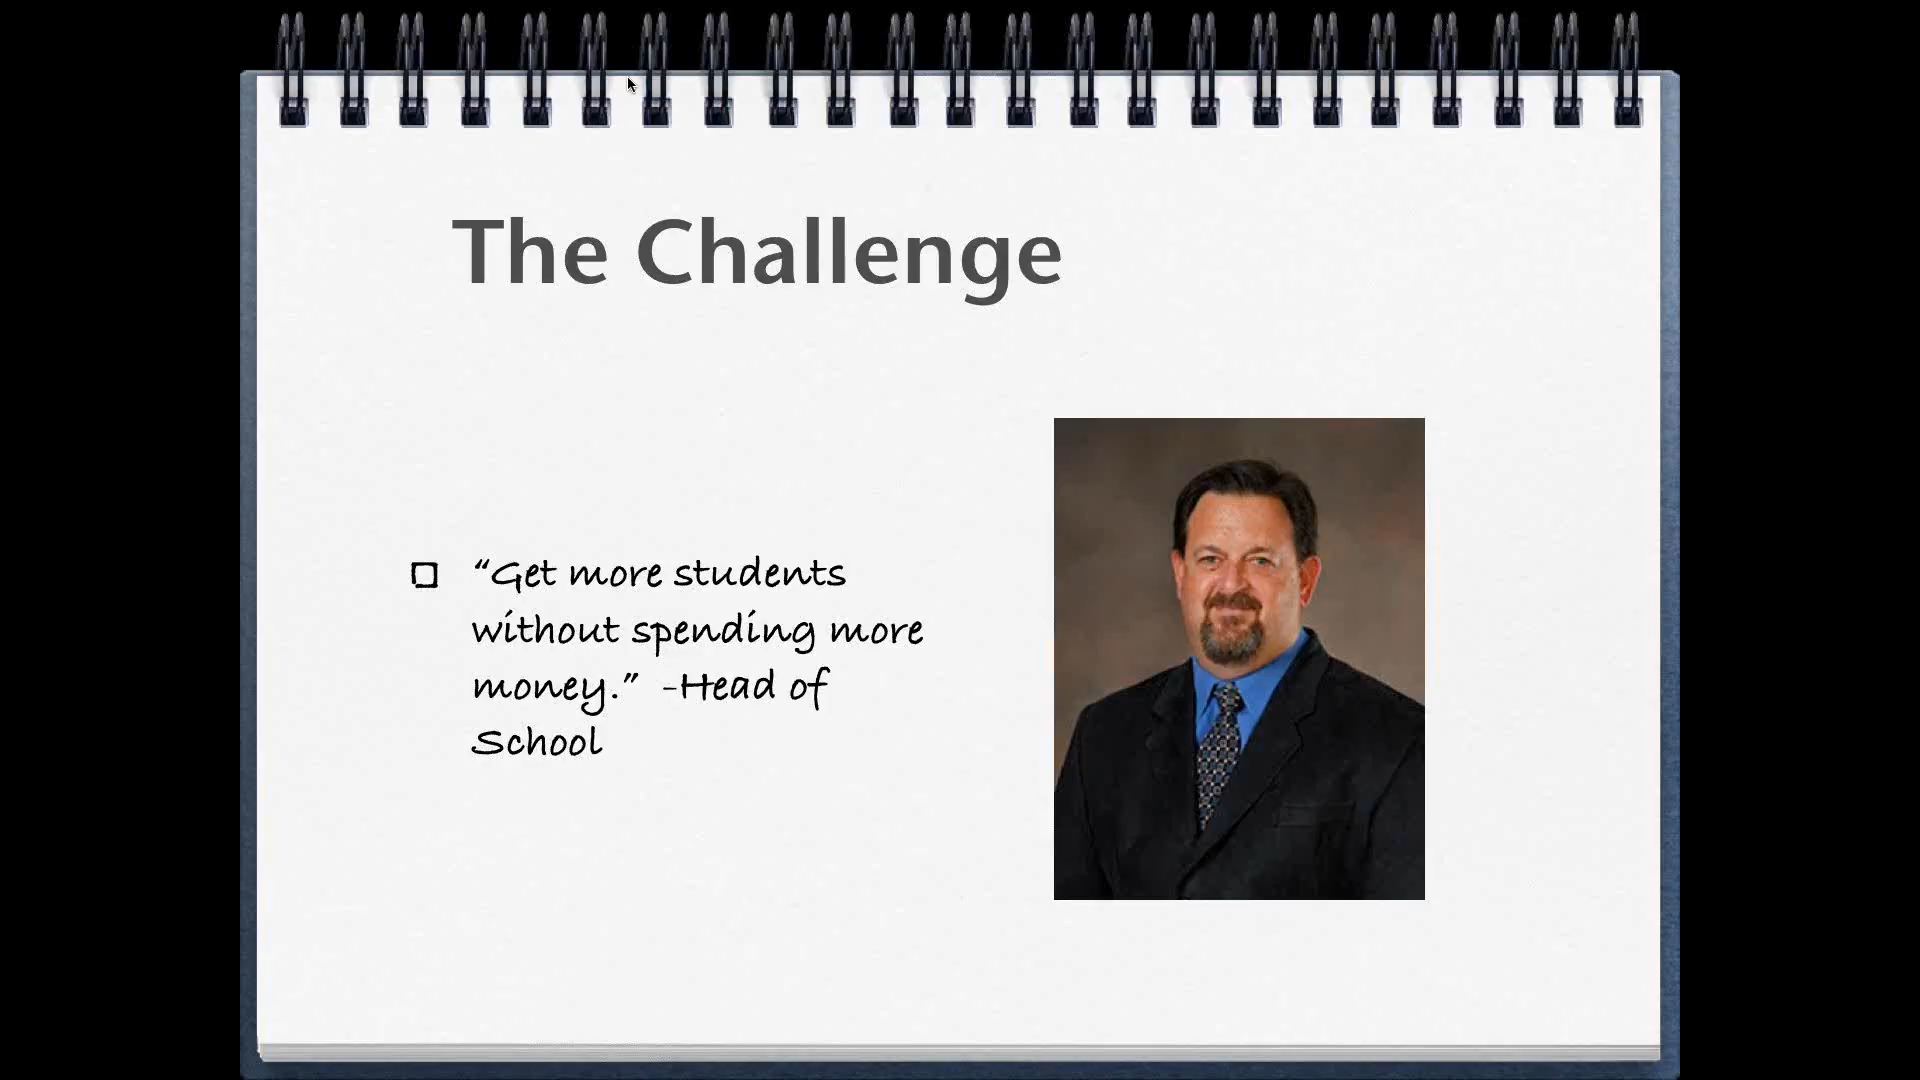 The Challenge
“Get more students
without spending more
money.” -Head of
School